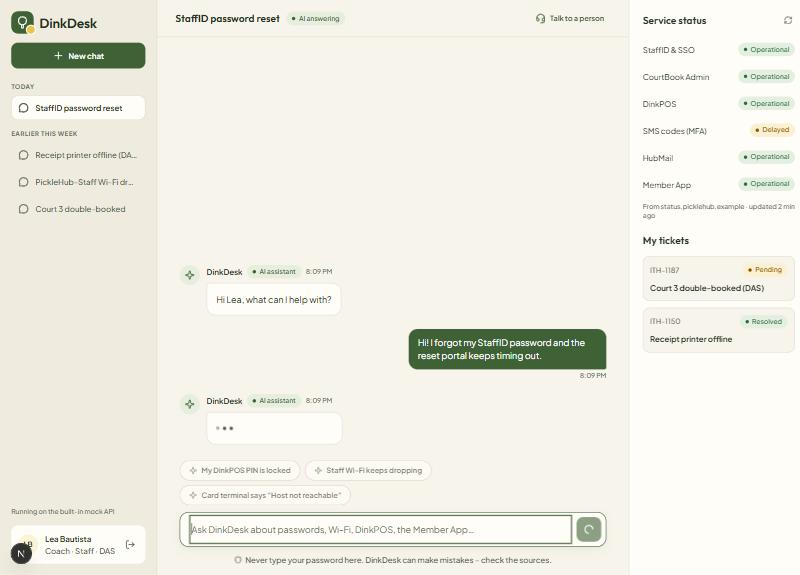 DinkDesk
New chat
TODAY
StaffID password reset
EARLIER THIS WEEK
Receipt printer offline (DA...
PickleHub-Staff Wi-Fi dr...
Court 3 double-booked
Running on the built-in mock API
Lea Bautista
Coach · Staff · DAS
N
StaffID password reset
AI answering
Talk to a person
DinkDesk AI assistant 8:09 PM
Hi Lea, what can I help with?
Hi! I forgot my StaffID password and the
reset portal keeps timing out.
8:09 PM
DinkDesk AI assistant 8:09 PM
My DinkPOS PIN is locked
Staff Wi-Fi keeps dropping
Card terminal says "Host not reachable"
Ask DinkDesk about passwords, Wi-Fi, DinkPOS, the Member App...
Never type your password here. DinkDesk can make mistakes – check the sources.
Service status
StaffID & SSO Operational
CourtBook Admin Operational
DinkPOS Operational
SMS codes (MFA) Delayed
HubMail Operational
Member App Operational
From status.picklehub.example · updated 2 min
ago
My tickets
ITH-1187 Pending
Court 3 double-booked (DAS)
ITH-1150 Resolved
Receipt printer offline